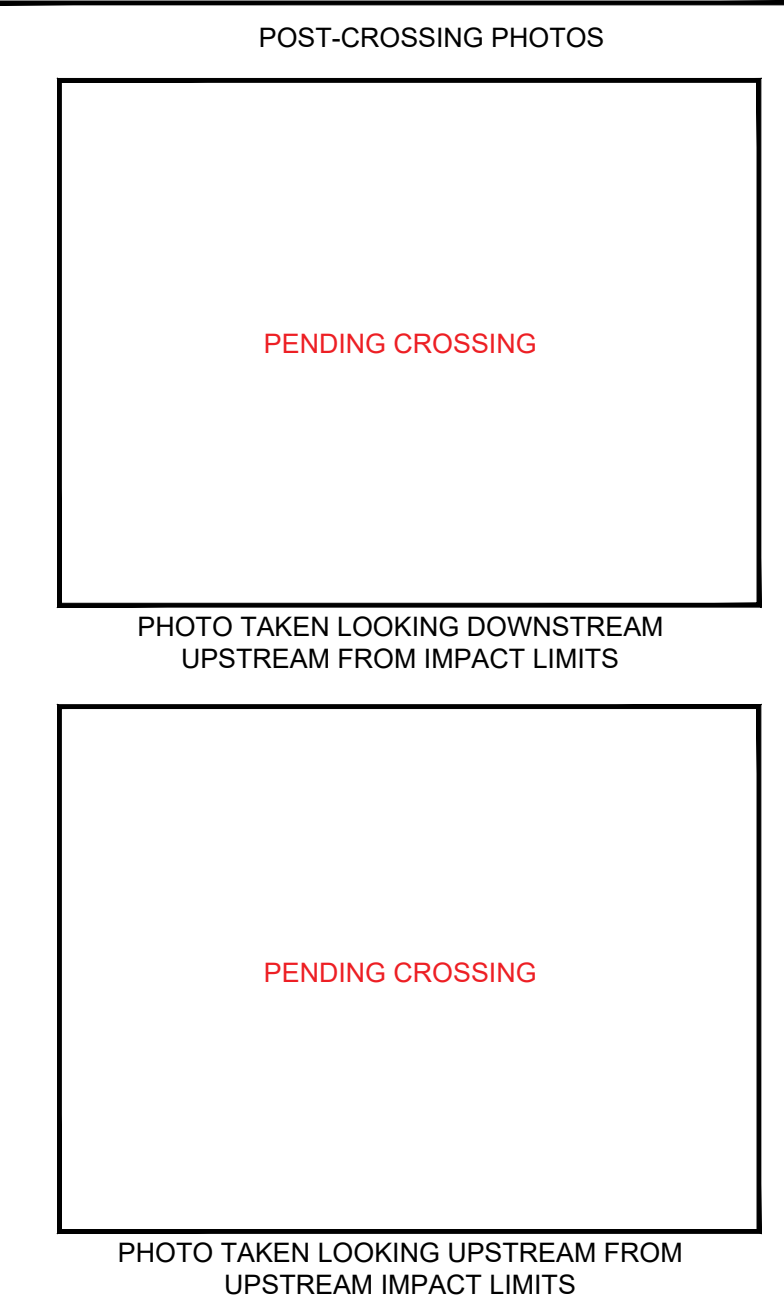 POST-CROSSING PHOTOS
PENDING CROSSING
PHOTO TAKEN LOOKING DOWNSTREAM
UPSTREAM FROM IMPACT LIMITS
PENDING CROSSING
PHOTO TAKEN LOOKING UPSTREAM FROM
UPSTREAM IMPACT LIMITS